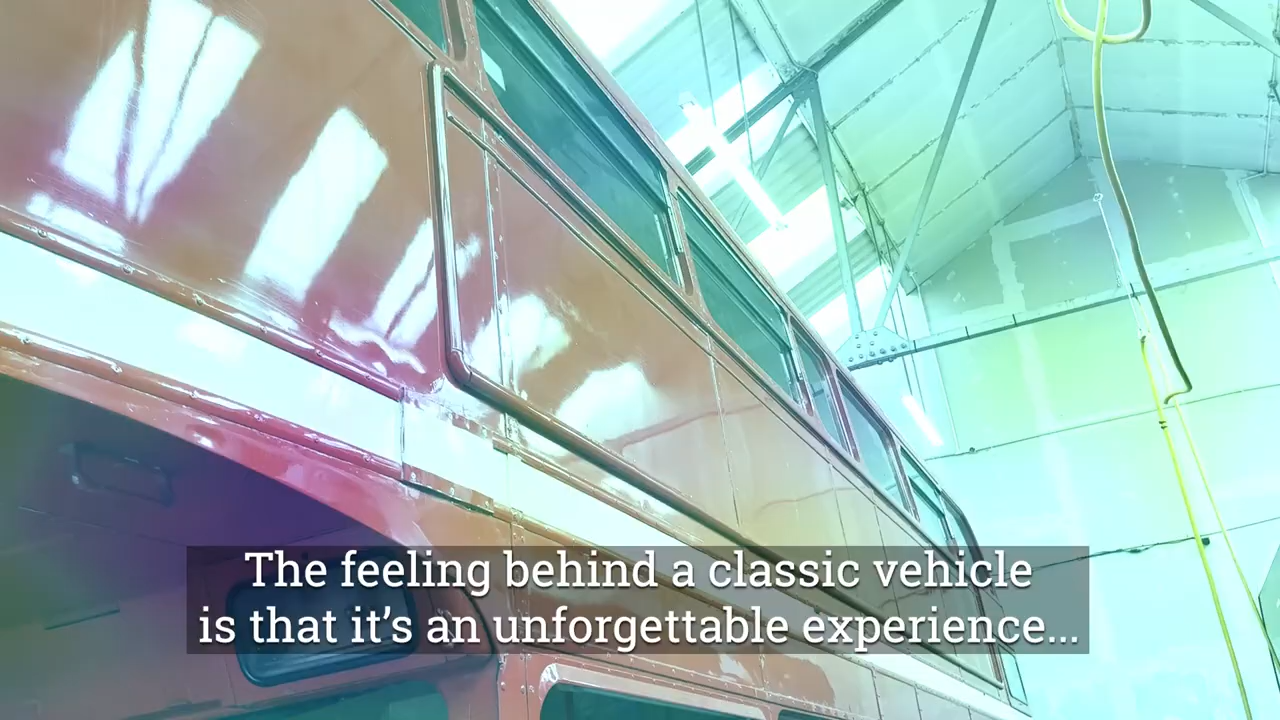 The feeling behind a classic vehicle
is that it’s an unforgettable experience...